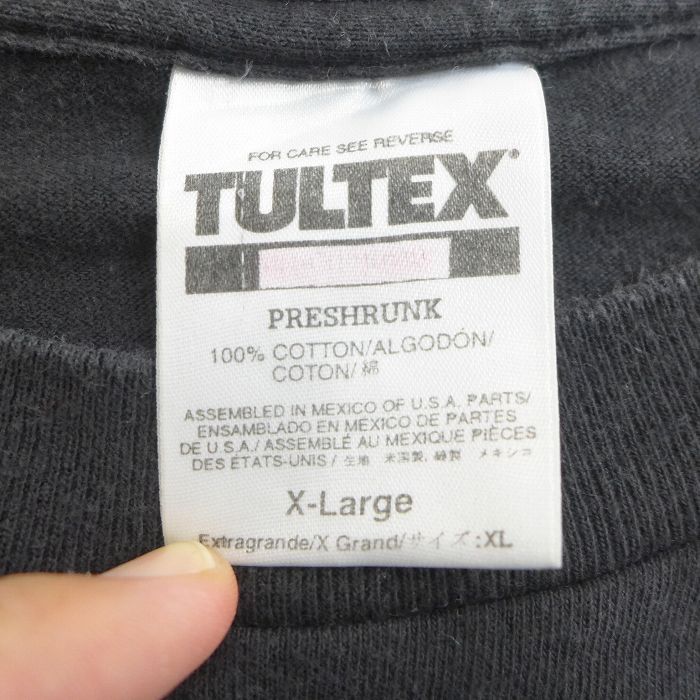 FOR CARE SEE REVERSE
TULTEX®
PRESHRUNK
100% COTTON/ALGODÓN/
COTON/綿
ASSEMBLED IN MEXICO OF U.S.A. PARTS/
ENSAMBLADO EN MÉXICO DE PARTES
DE U.S.A./ASSEMBLÉ AU MEXIQUE PIÈCES
DES ÉTATS-UNIS/生地 米国製, 縫製 メキシコ
X-Large
Extragrande/X Grand/サイズ:XL